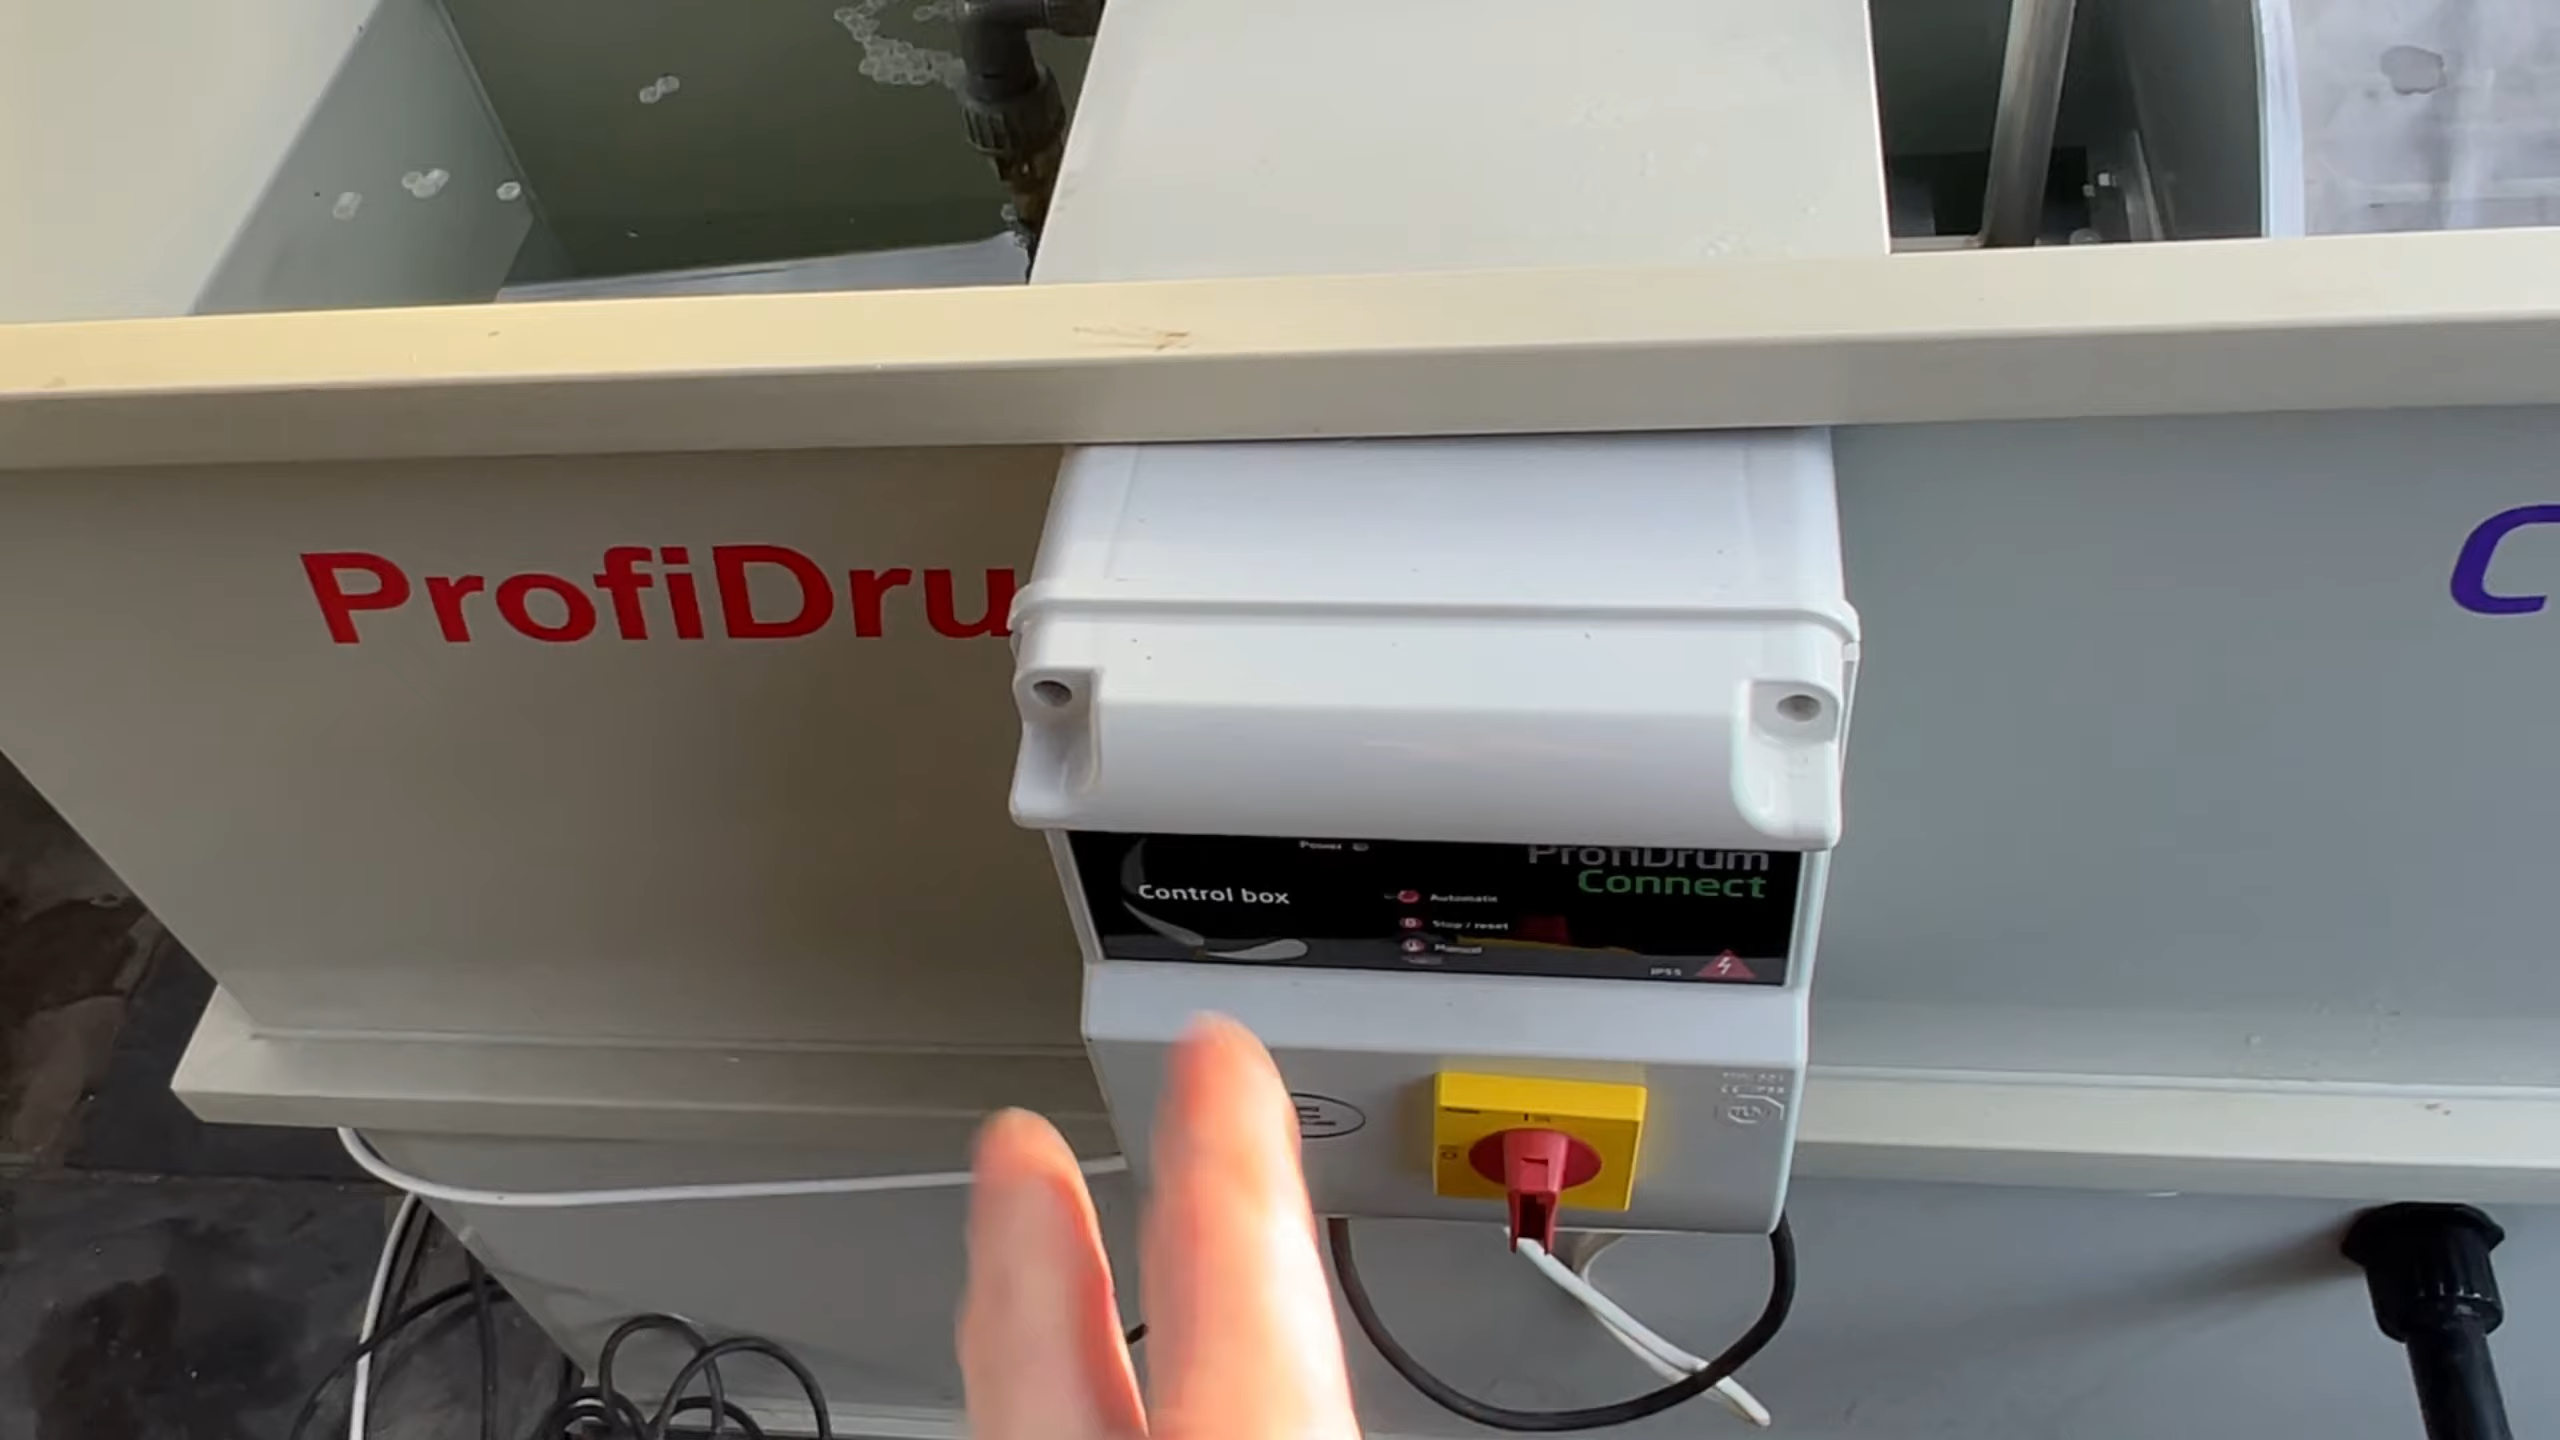 ProfiDru
C
Power
ProfiDrum
Connect
Control box
Automatic
Stop / reset
Manual
IP55